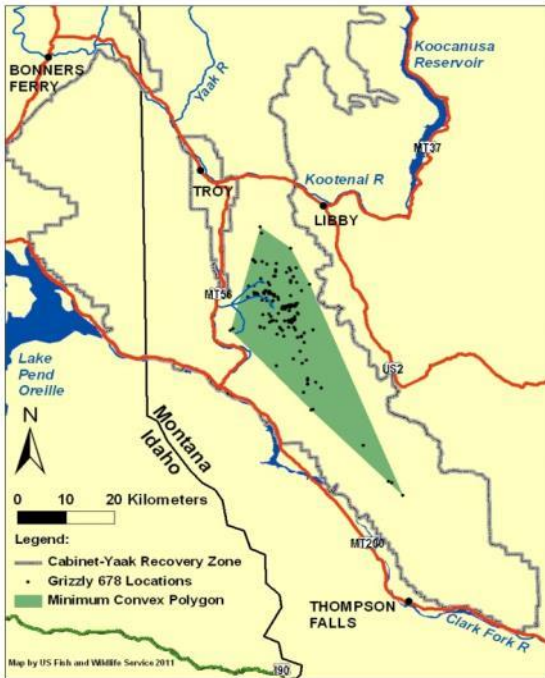 BONNERS
FERRY
Yaak R
Koocanusa
Reservoir
MT37
TROY
Kootenai R
LIBBY
MT56
Lake
Pend
Oreille
US2
N
Montana
Idaho
0 10 20 Kilometers
Legend:
Cabinet-Yaak Recovery Zone
Grizzly 678 Locations
Minimum Convex Polygon
MT200
THOMPSON
FALLS
Clark Fork R
Map by US Fish and Wildlife Service 2011
I90